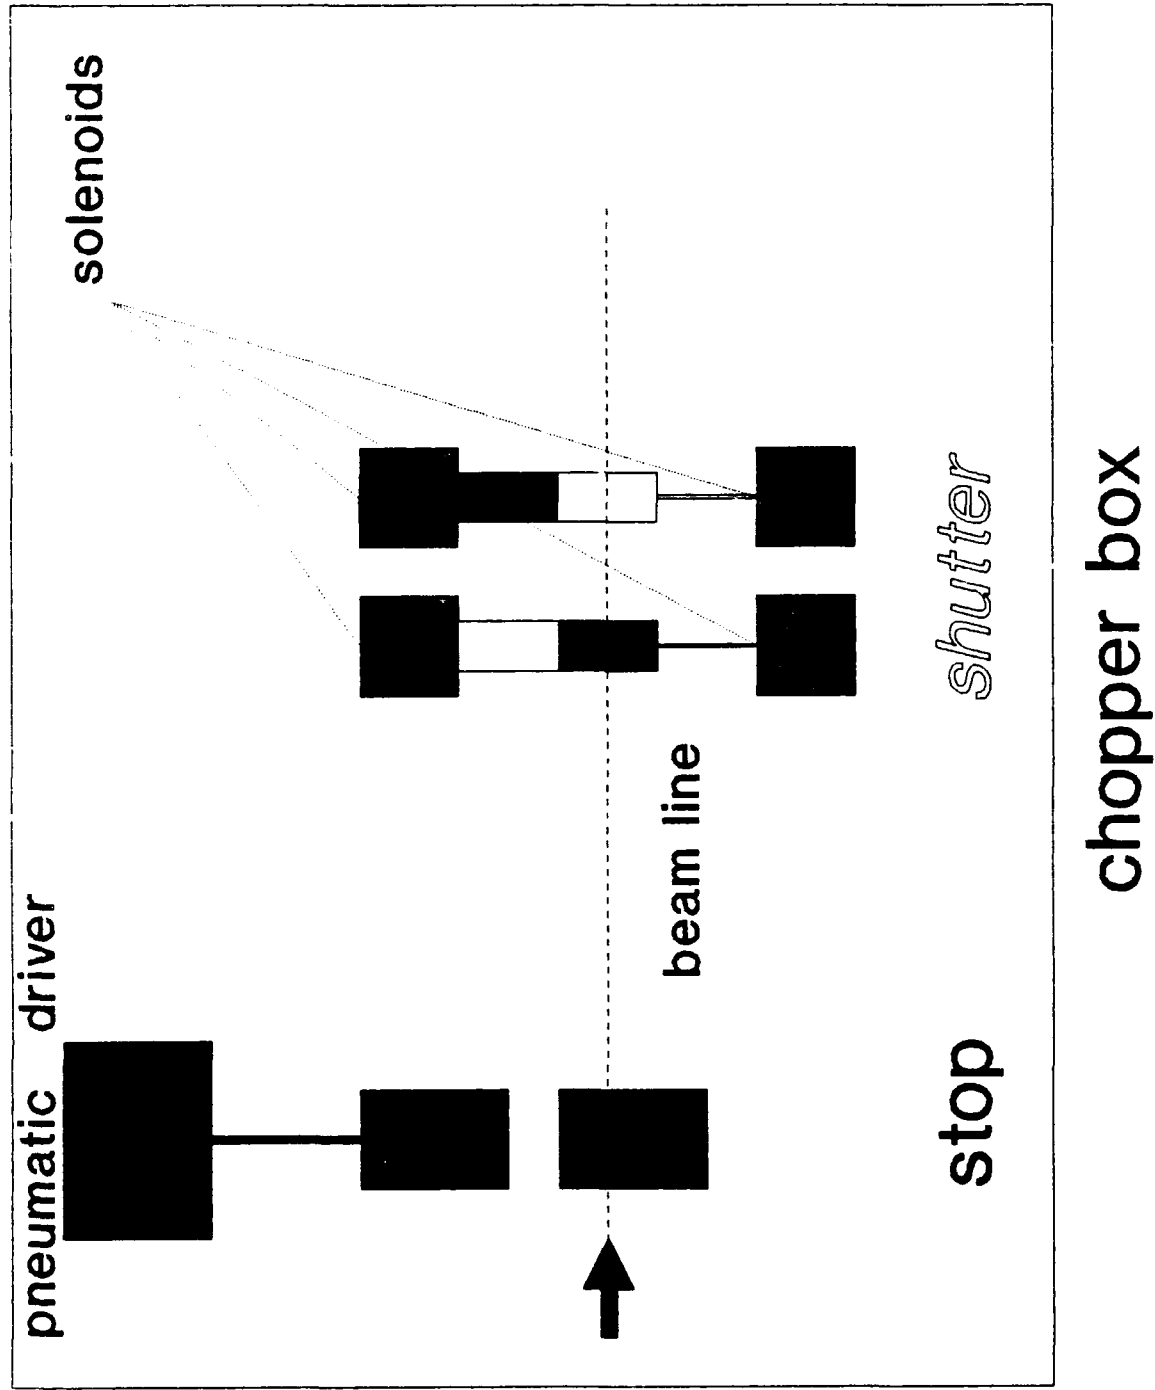 pneumatic driver
solenoids
beam line
stop
shutter
chopper box